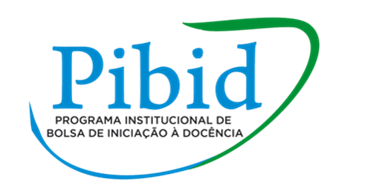 Pibid
PROGRAMA INSTITUCIONAL DE
BOLSA DE INICIAÇÃO À DOCÊNCIA